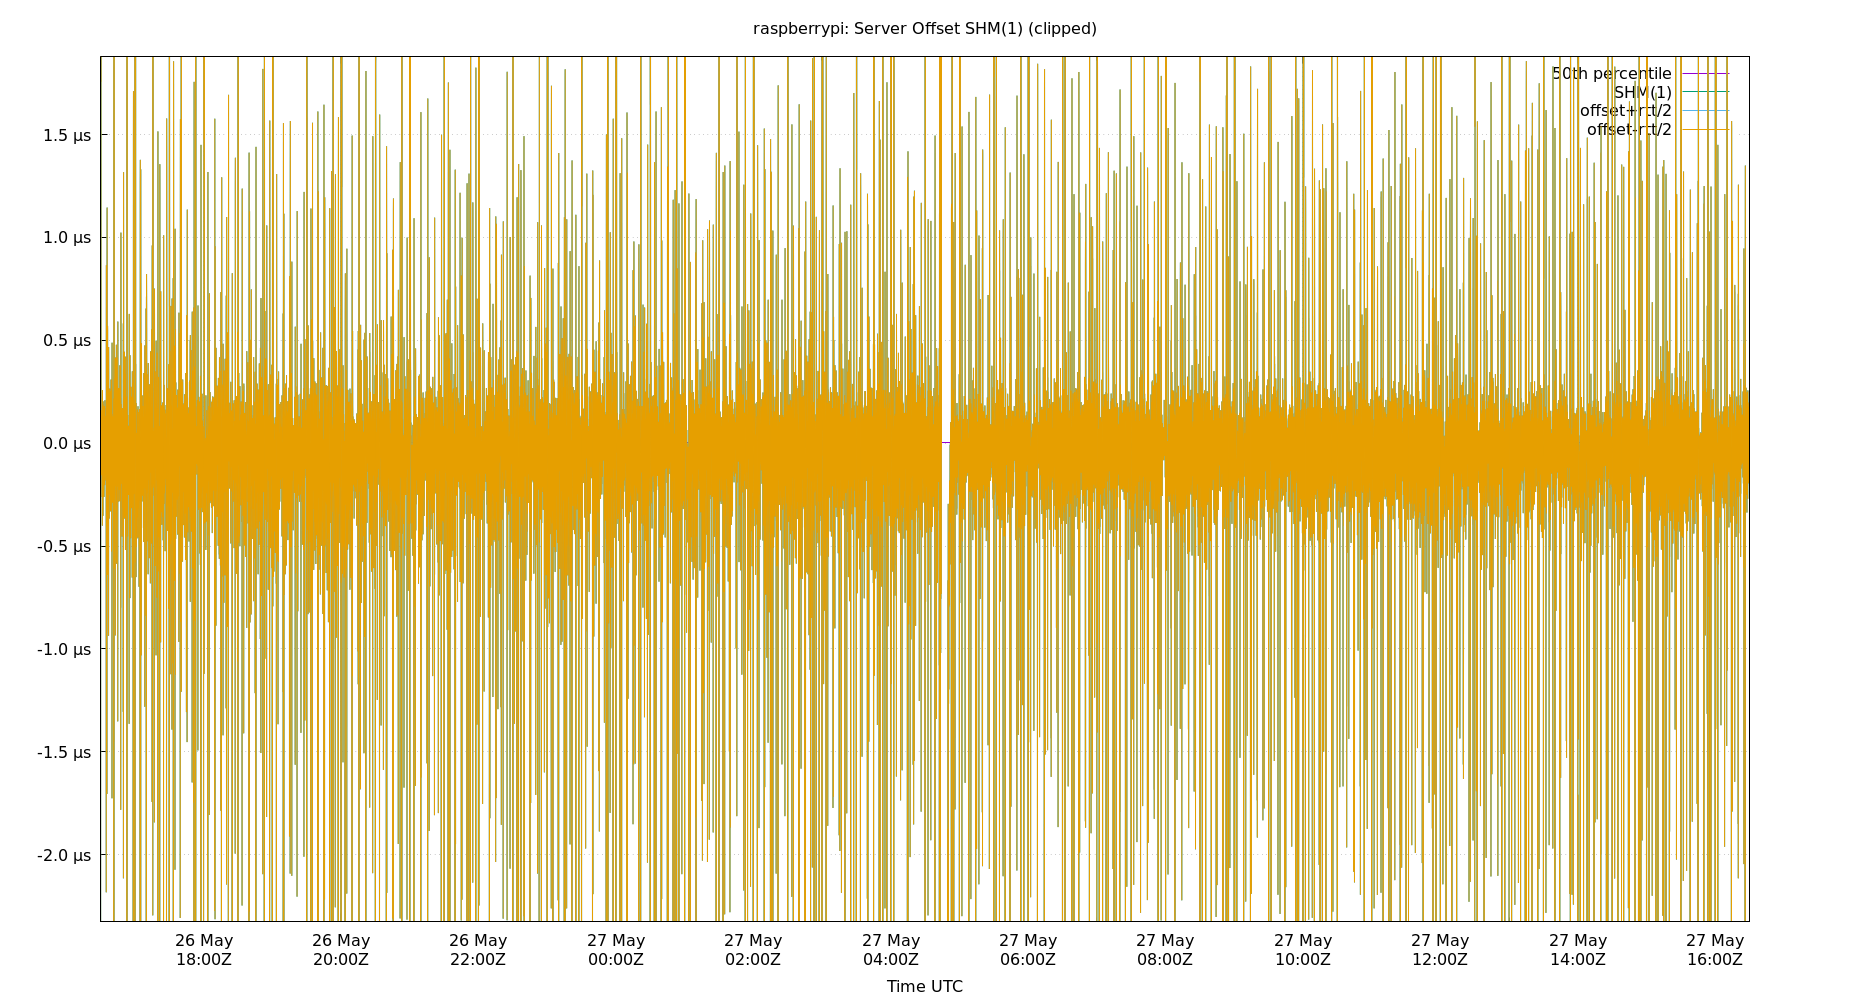 raspberrypi: Server Offset SHM(1) (clipped)
50th percentile
SHM(1)
offset+rtt/2
offset-rtt/2
1.5 µs
1.0 µs
0.5 µs
0.0 µs
-0.5 µs
-1.0 µs
-1.5 µs
-2.0 µs
26 May 26 May 26 May 27 May 27 May 27 May 27 May 27 May 27 May 27 May 27 May 27 May
18:00Z 20:00Z 22:00Z 00:00Z 02:00Z 04:00Z 06:00Z 08:00Z 10:00Z 12:00Z 14:00Z 16:00Z
Time UTC